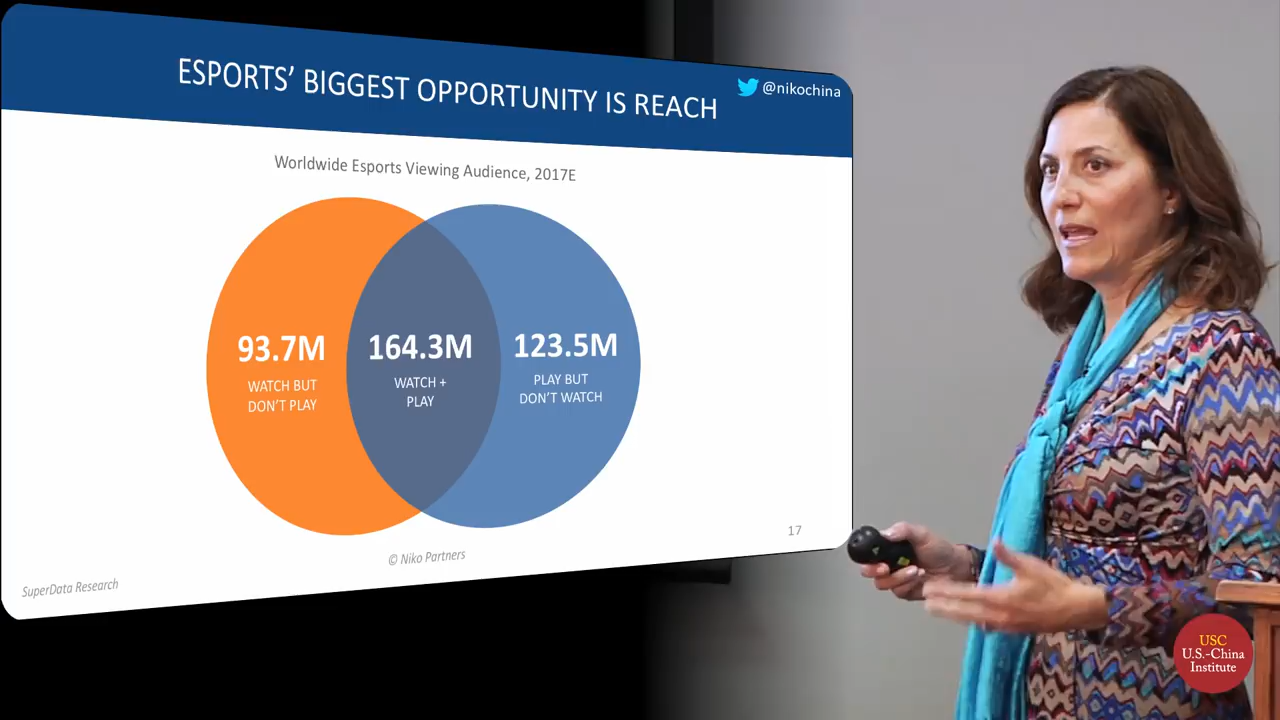 ESPORTS' BIGGEST OPPORTUNITY IS REACH
@nikochina
Worldwide Esports Viewing Audience, 2017E
93.7M
WATCH BUT
DON'T PLAY
164.3M
WATCH +
PLAY
123.5M
PLAY BUT
DON'T WATCH
17
© Niko Partners
SuperData Research
USC
U.S.-China
Institute